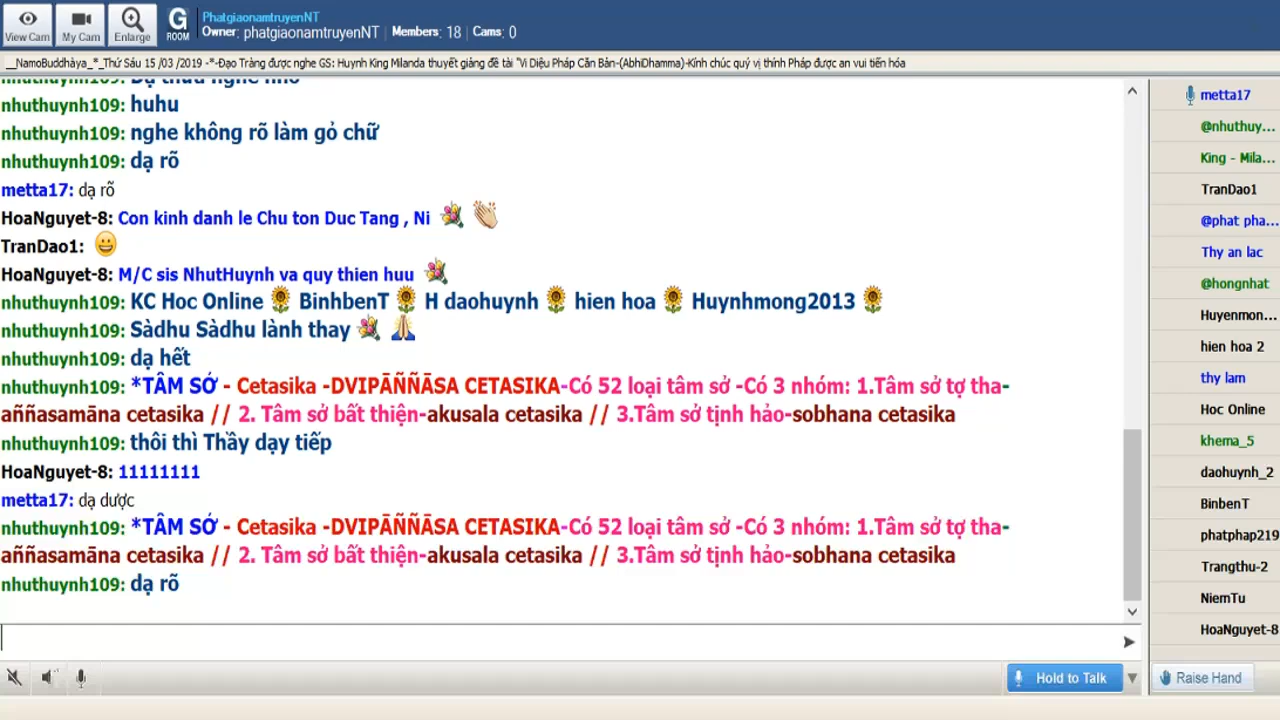 PhatgiaonamtruyenNT
Owner: phatgiaonamtruyenNT | Members: 18 | Cams: 0
View Cam
My Cam
Enlarge
G
ROOM
__NamoBuddhàya_*_Thứ Sáu 15 /03 /2019 -*-Đạo Tràng được nghe GS: Huynh King Milanda thuyết giảng đề tài "Vi Diệu Pháp Căn Bản-(AbhiDhamma)-Kính chúc quý vị thính Pháp được an vui tiến hóa
nhuthuynh109:
nhuthuynh109: huhu
nhuthuynh109: nghe không rõ làm gỏ chữ
nhuthuynh109: dạ rõ
metta17: dạ rõ
HoaNguyet-8: Con kinh danh le Chu ton Duc Tang , Ni
TranDao1:
HoaNguyet-8: M/C sis NhutHuynh va quy thien huu
nhuthuynh109: KC Hoc Online BinhbenT H daohuynh hien hoa Huynhmong2013
nhuthuynh109: Sàdhu Sàdhu lành thay
nhuthuynh109: dạ hết
nhuthuynh109: *TÂM SỞ - Cetasika -DVIPĀÑÑĀSA CETASIKA-Có 52 loại tâm sở -Có 3 nhóm: 1.Tâm sở tợ tha-
aññasamāna cetasika // 2. Tâm sở bất thiện-akusala cetasika // 3.Tâm sở tịnh hảo-sobhana cetasika
nhuthuynh109: thôi thì Thầy dạy tiếp
HoaNguyet-8: 11111111
metta17: dạ dược
nhuthuynh109: *TÂM SỞ - Cetasika -DVIPĀÑÑĀSA CETASIKA-Có 52 loại tâm sở -Có 3 nhóm: 1.Tâm sở tợ tha-
aññasamāna cetasika // 2. Tâm sở bất thiện-akusala cetasika // 3.Tâm sở tịnh hảo-sobhana cetasika
nhuthuynh109: dạ rõ
metta17
@nhuthuy...
King - Mila...
TranDao1
@phat pha...
Thy an lac
@hongnhat
Huyenmon...
hien hoa 2
thy lam
Hoc Online
khema_5
daohuynh_2
BinbenT
phatphap219
Trangthu-2
NiemTu
HoaNguyet-8
Hold to Talk
Raise Hand